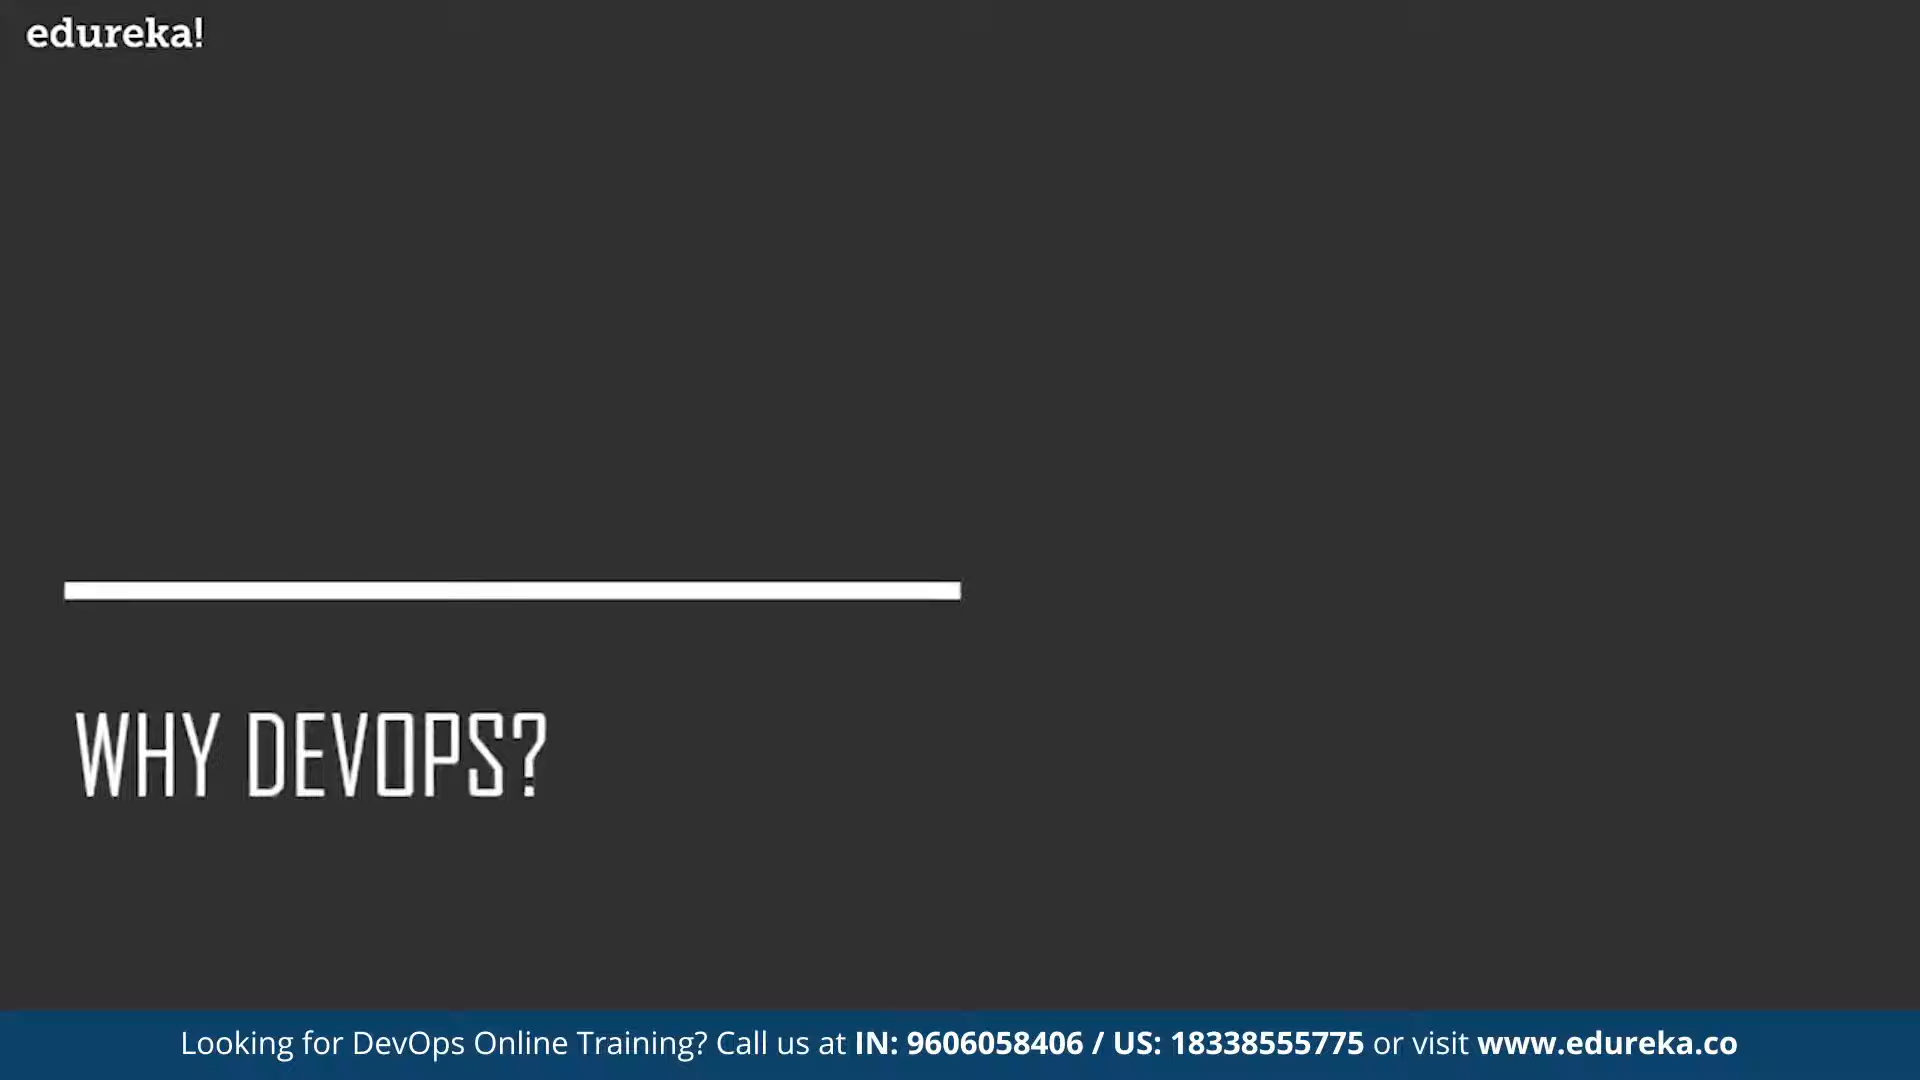 edureka!
WHY DEVOPS?
Looking for DevOps Online Training? Call us at IN: 9606058406 / US: 18338555775 or visit www.edureka.co